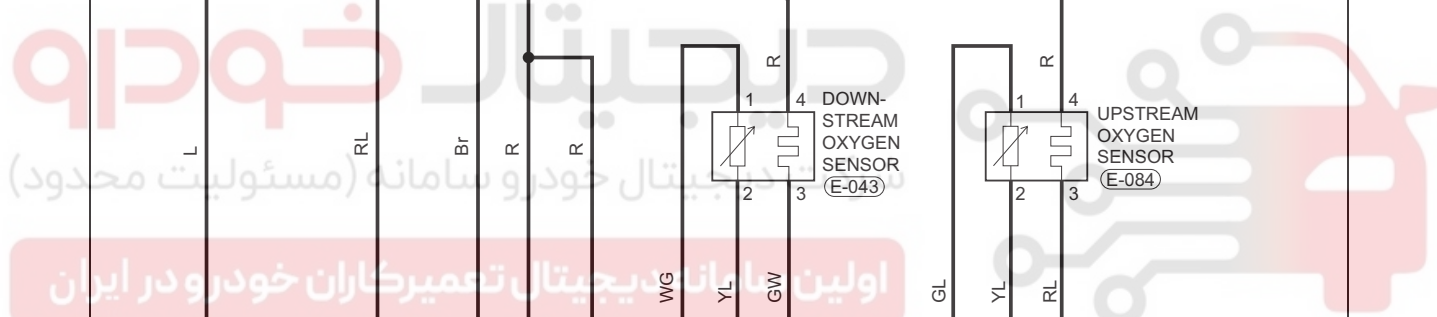 دیجیتال خودرو
شرکت دیجیتال خودرو سامانه (مسئولیت محدود)
اولین سامانه دیجیتال تعمیرکاران خودرو در ایران
L
RL
Br
R
R
WG
R
1
4
DOWN-
STREAM
OXYGEN
SENSOR
E-043
2
3
YL
GW
GL
R
1
4
UPSTREAM
OXYGEN
SENSOR
E-084
2
3
YL
RL